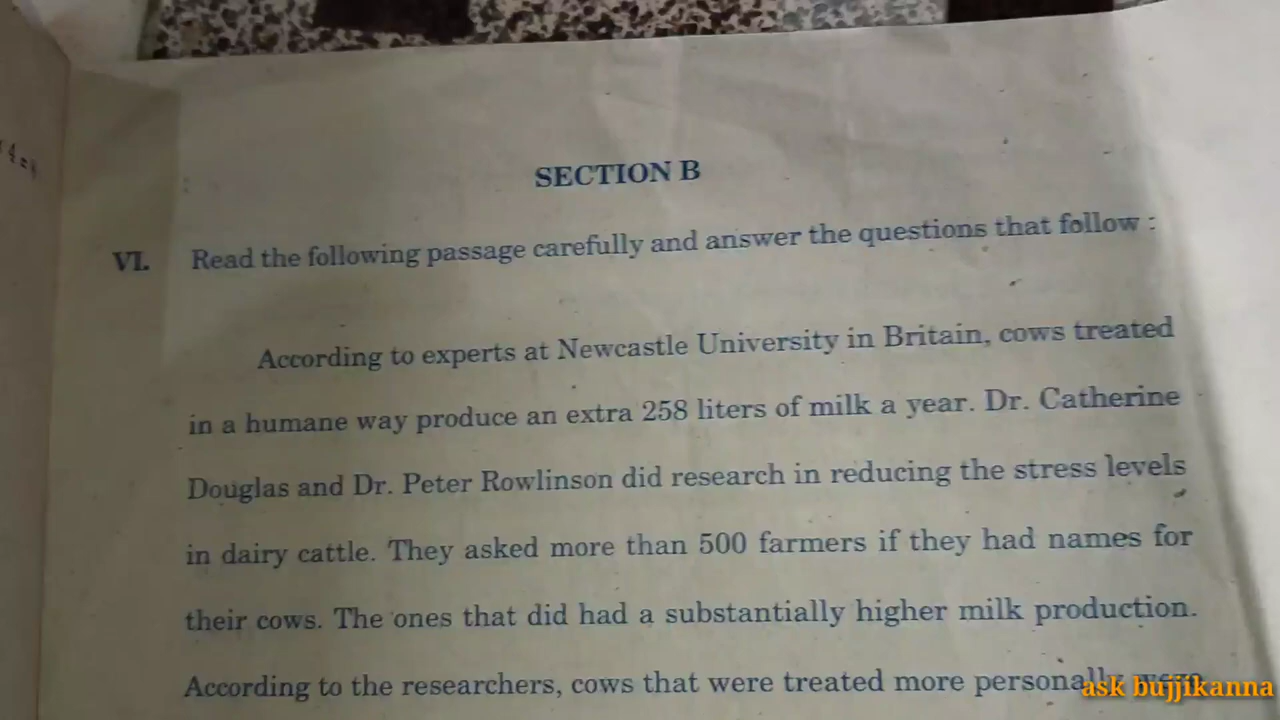 14=8
SECTION B
VI. Read the following passage carefully and answer the questions that follow :
According to experts at Newcastle University in Britain, cows treated
in a humane way produce an extra 258 liters of milk a year. Dr. Catherine
Douglas and Dr. Peter Rowlinson did research in reducing the stress levels
in dairy cattle. They asked more than 500 farmers if they had names for
their cows. The ones that did had a substantially higher milk production.
According to the researchers, cows that were treated more personally
ask bujjikanna